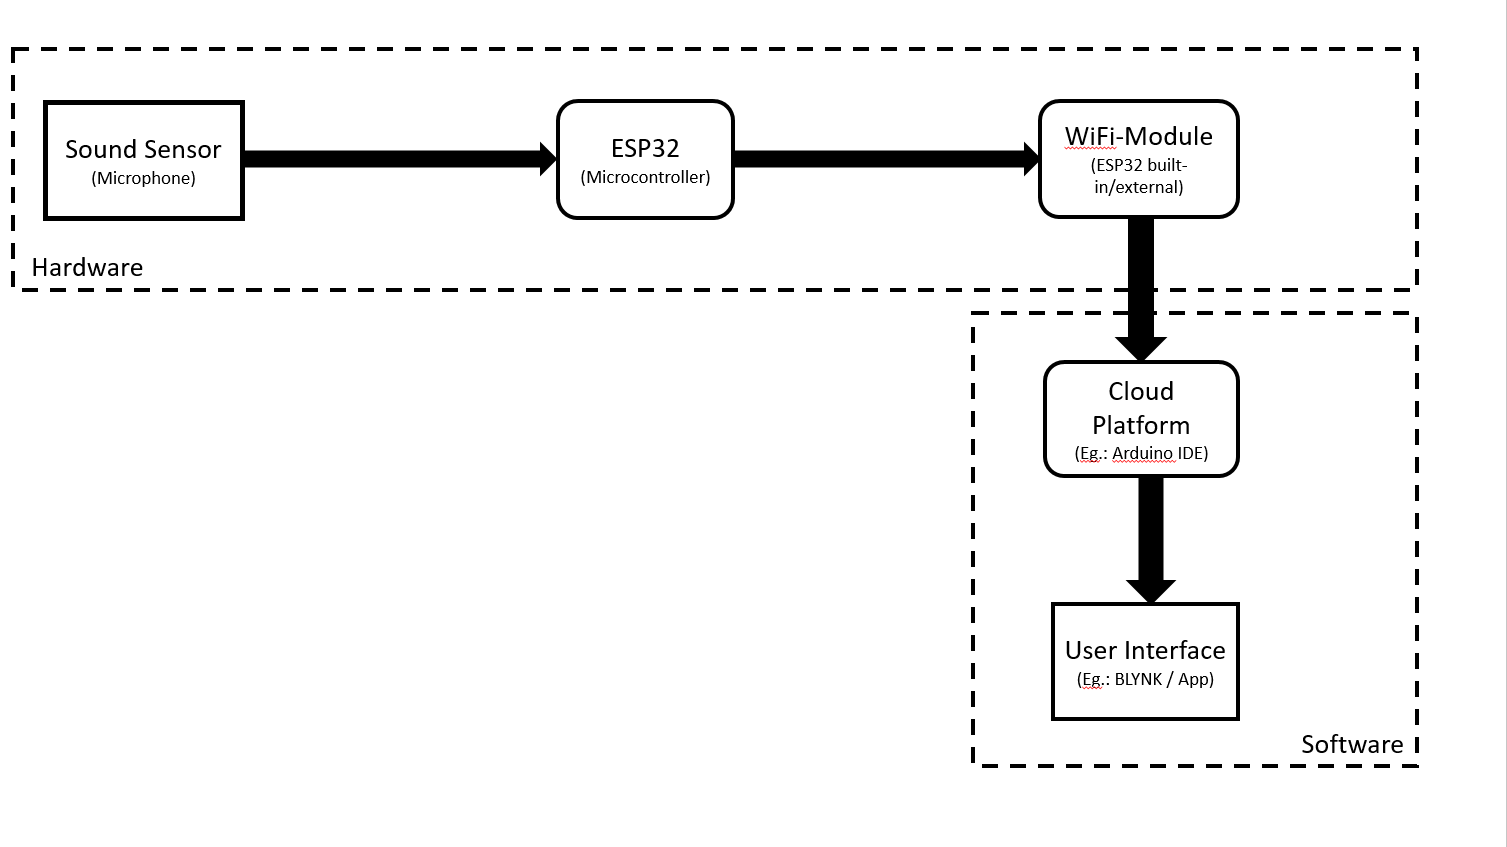 Sound Sensor
(Microphone)
ESP32
(Microcontroller)
WiFi-Module
(ESP32 built-
in/external)
Hardware
Cloud
Platform
(Eg.: Arduino IDE)
User Interface
(Eg.: BLYNK / App)
Software